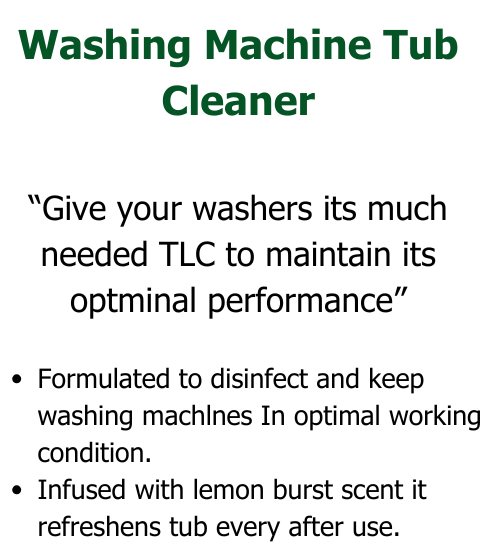 Washing Machine Tub
Cleaner
“Give your washers its much
needed TLC to maintain its
optminal performance”
• Formulated to disinfect and keep
washing machlnes In optimal working
condition.
• Infused with lemon burst scent it
refreshens tub every after use.